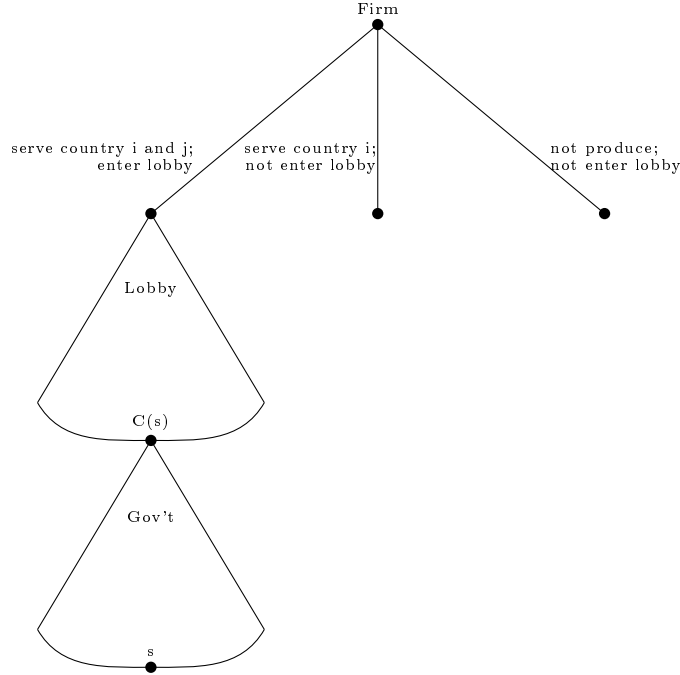 Firm
serve country i and j;
enter lobby
serve country i;
not enter lobby
not produce;
not enter lobby
Lobby
C(s)
Gov't
s